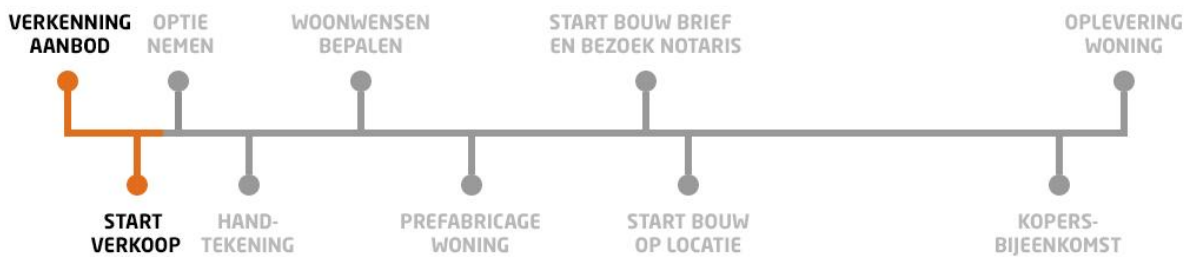 VERKENNING
AANBOD
OPTIE
NEMEN
WOONWENSEN
BEPALEN
START BOUW BRIEF
EN BEZOEK NOTARIS
OPLEVERING
WONING
START
VERKOOP
HAND-
TEKENING
PREFABRICAGE
WONING
START BOUW
OP LOCATIE
KOPERS-
BIJEENKOMST